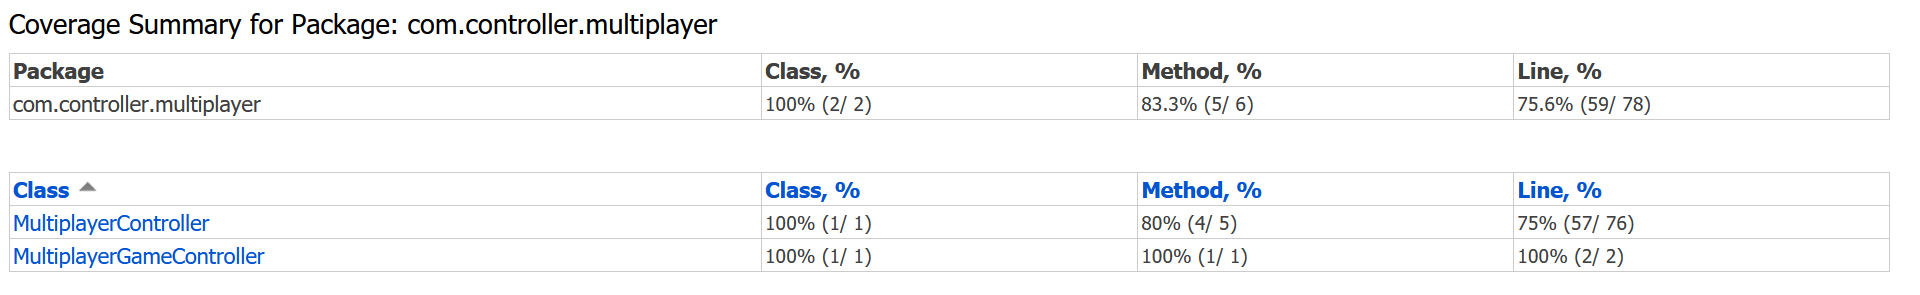 Coverage Summary for Package: com.controller.multiplayer
Package Class, % Method, % Line, %
com.controller.multiplayer 100% (2/ 2) 83.3% (5/ 6) 75.6% (59/ 78)
Class Class, % Method, % Line, %
MultiplayerController 100% (1/ 1) 80% (4/ 5) 75% (57/ 76)
MultiplayerGameController 100% (1/ 1) 100% (1/ 1) 100% (2/ 2)